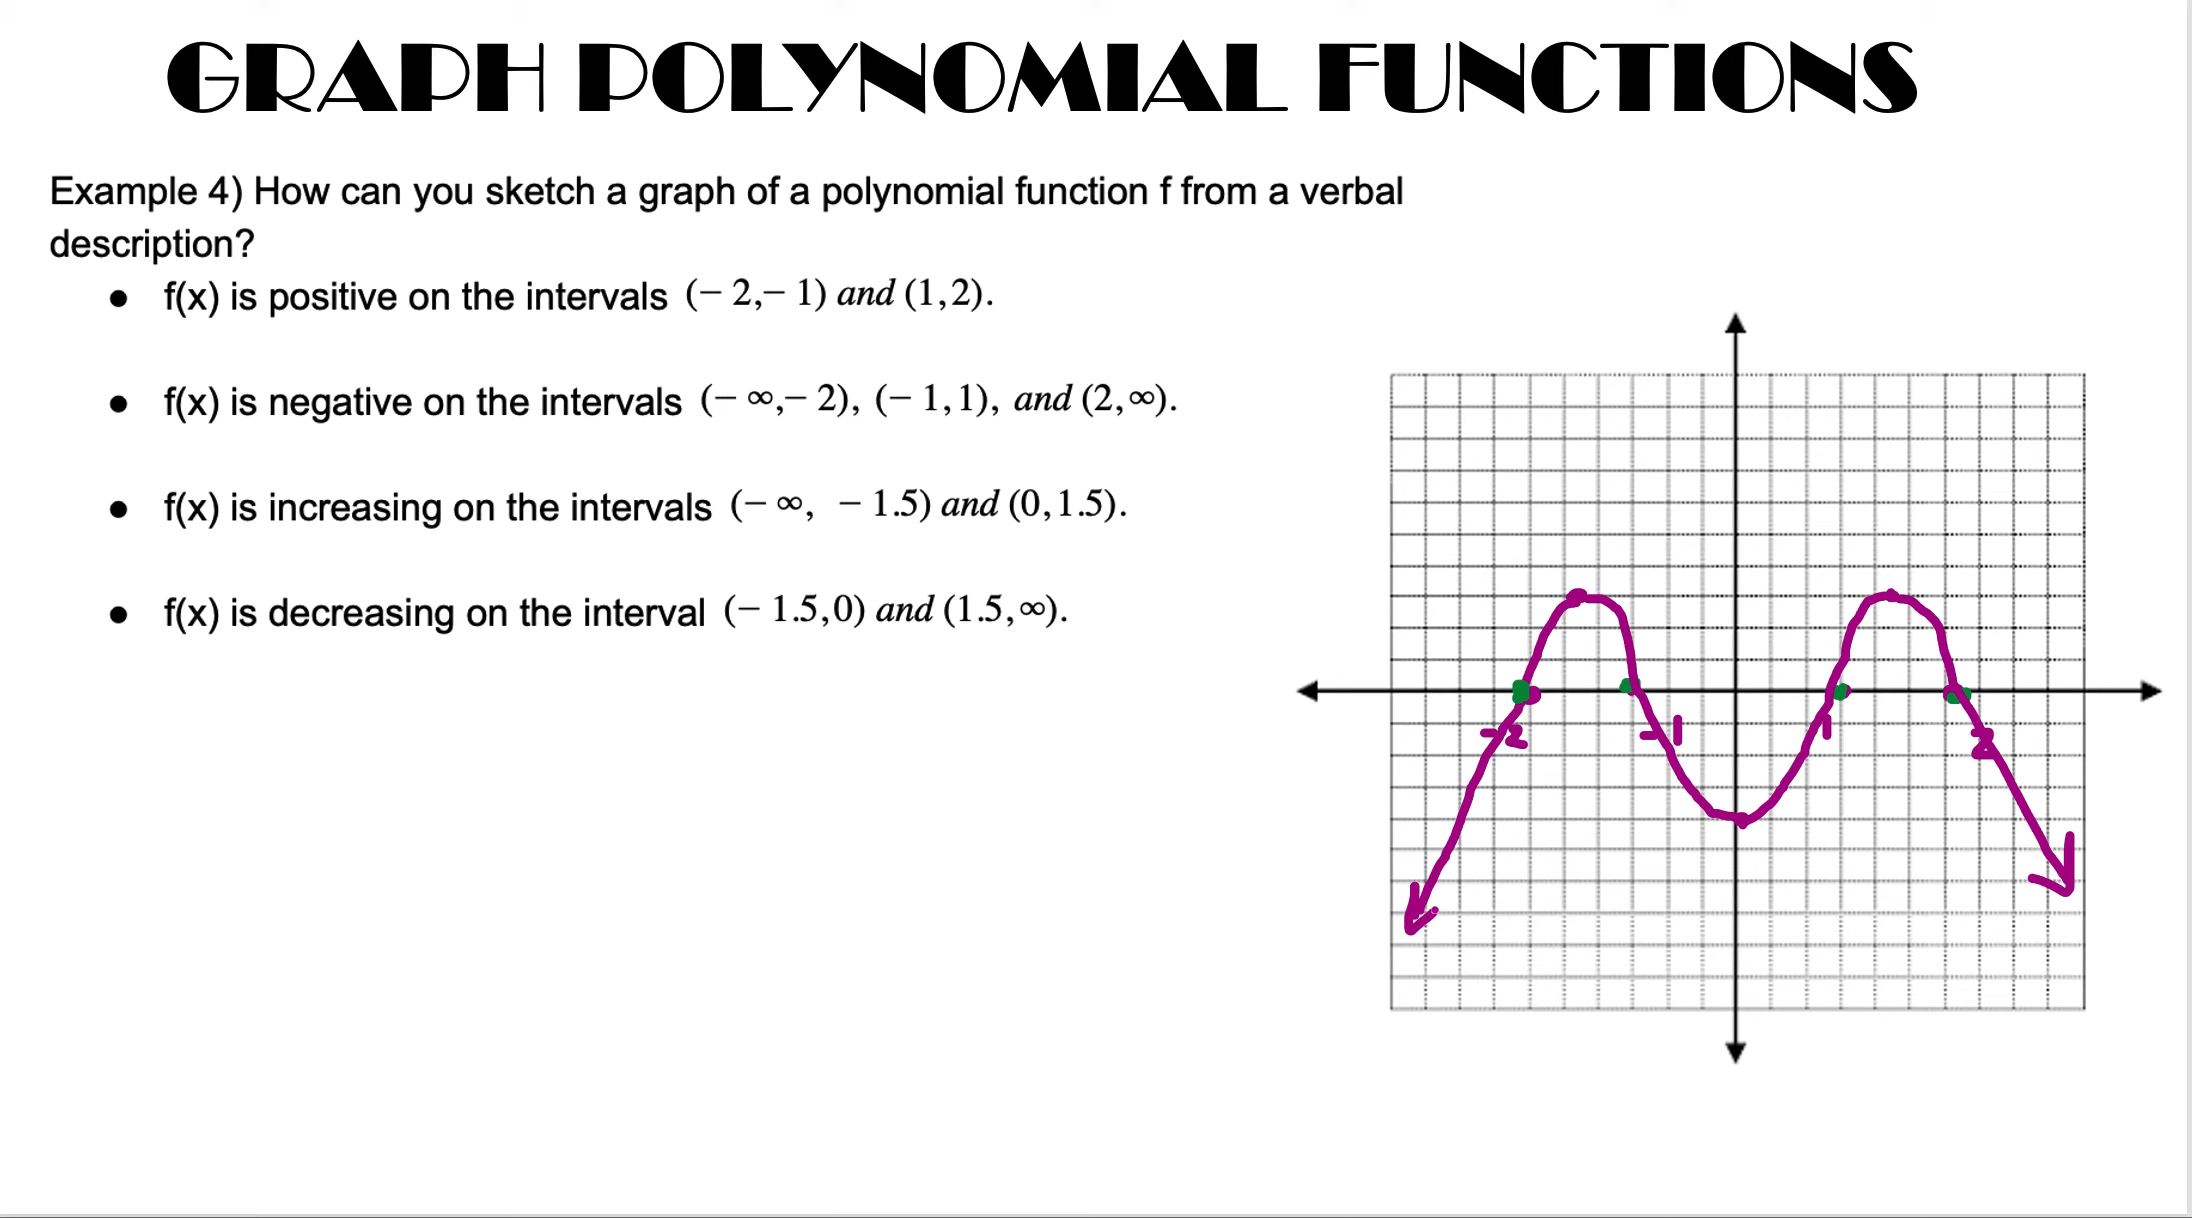 GRAPH POLYNOMIAL FUNCTIONS
Example 4) How can you sketch a graph of a polynomial function f from a verbal
description?
● f(x) is positive on the intervals (− 2,− 1) and (1,2).
● f(x) is negative on the intervals (− ∞,− 2), (− 1,1), and (2,∞).
● f(x) is increasing on the intervals (− ∞, − 1.5) and (0,1.5).
● f(x) is decreasing on the interval (− 1.5,0) and (1.5,∞).
-2 -1 1 2